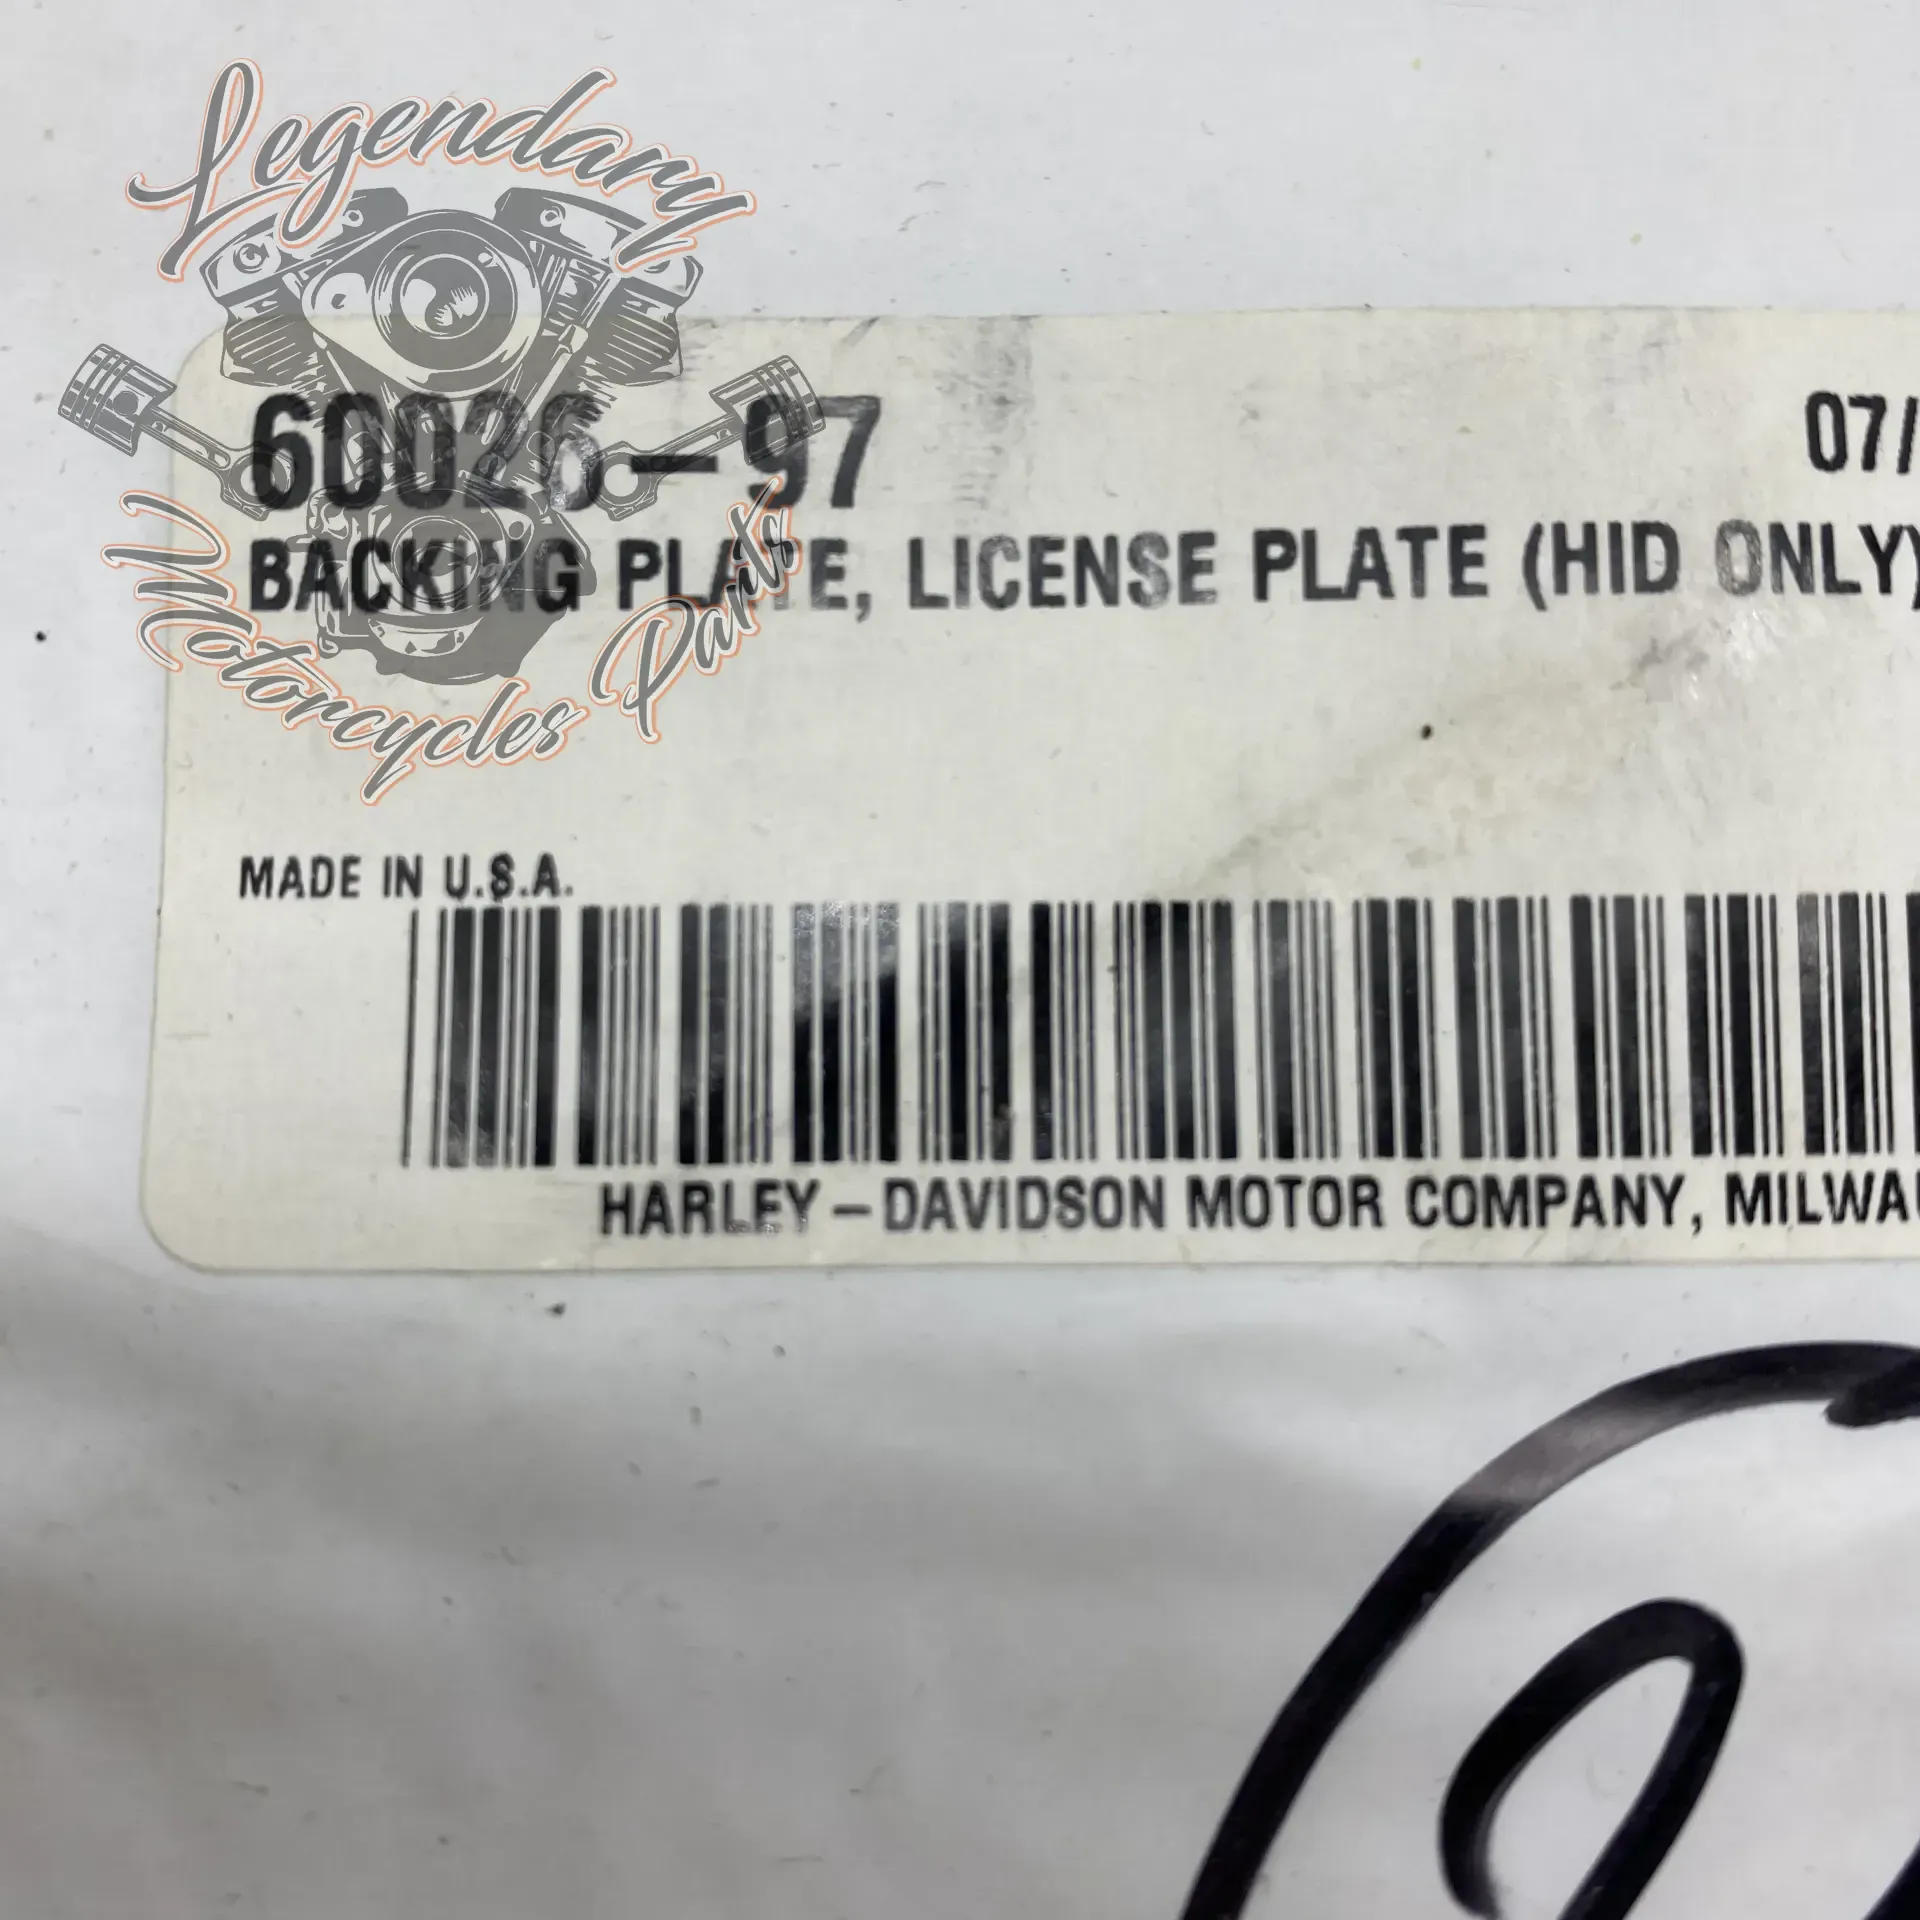 Legendary
60026-97
07/
BACKING PLATE, LICENSE PLATE (HID ONLY)
Motorcycles Parts
MADE IN U.S.A.
HARLEY-DAVIDSON MOTOR COMPANY, MILWAU